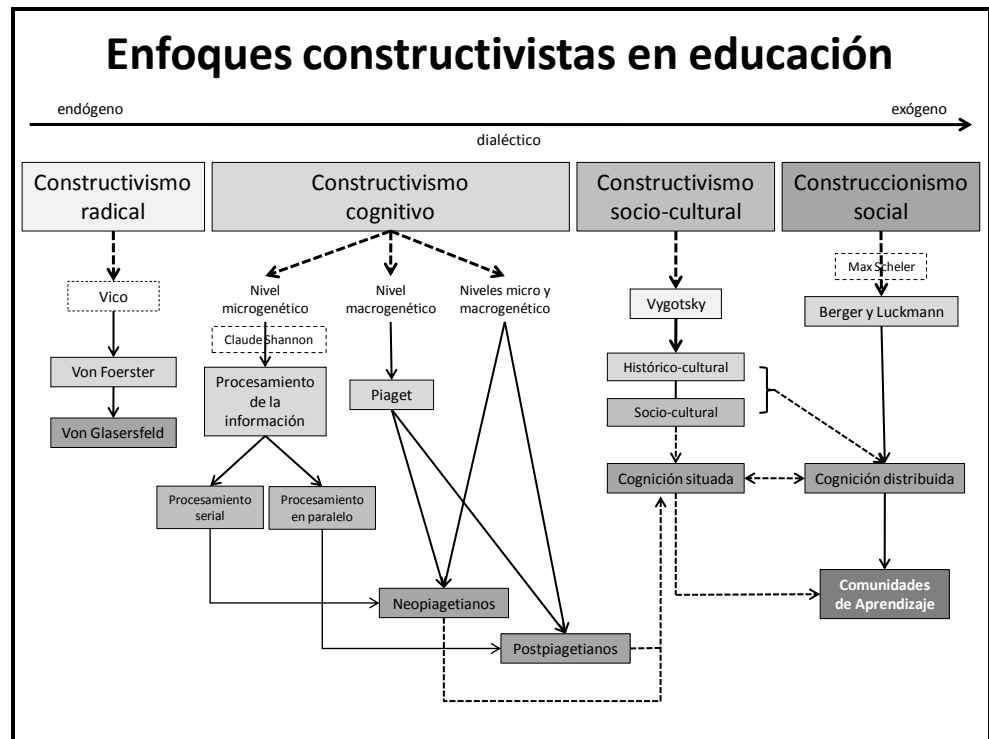 Enfoques constructivistas en educación
endógeno
exógeno
dialéctico
Constructivismo
radical
Constructivismo
cognitivo
Constructivismo
socio-cultural
Construccionismo
social
Vico
Von Foerster
Von Glasersfeld
Nivel
microgenético
Nivel
macrogenético
Niveles micro y
macrogenético
Claude Shannon
Procesamiento
de la
información
Piaget
Procesamiento
serial
Procesamiento
en paralelo
Neopiagetianos
Postpiagetianos
Vygotsky
Histórico-cultural
Socio-cultural
Cognición situada
Max Scheler
Berger y Luckmann
Cognición distribuida
Comunidades
de Aprendizaje